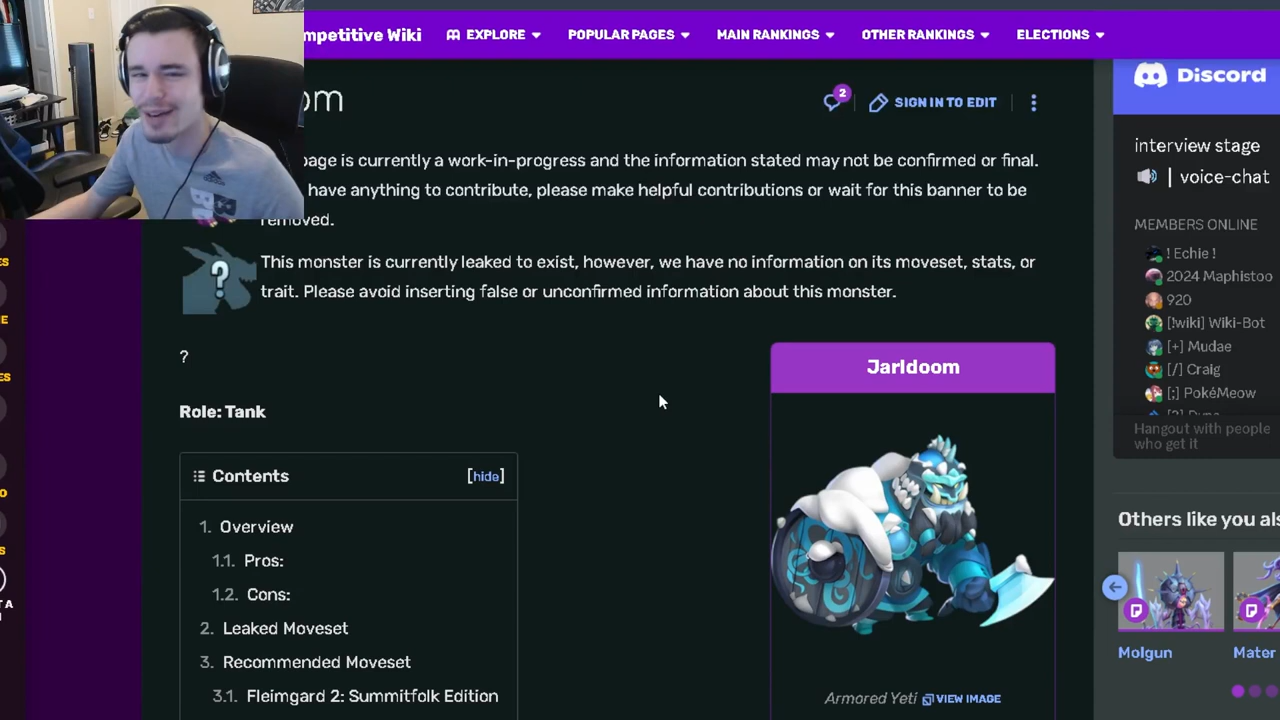 mpetitive Wiki EXPLORE POPULAR PAGES MAIN RANKINGS OTHER RANKINGS ELECTIONS
om
2
SIGN IN TO EDIT
page is currently a work-in-progress and the information stated may not be confirmed or final.
have anything to contribute, please make helpful contributions or wait for this banner to be
removed.
?
This monster is currently leaked to exist, however, we have no information on its moveset, stats, or
trait. Please avoid inserting false or unconfirmed information about this monster.
?
Role: Tank
Contents [hide]
1. Overview
1.1. Pros:
1.2. Cons:
2. Leaked Moveset
3. Recommended Moveset
3.1. Fleimgard 2: Summitfolk Edition
Jarldoom
Armored Yeti VIEW IMAGE
Discord
interview stage
| voice-chat
MEMBERS ONLINE
! Echie !
2024 Maphistoo
920
[!wiki] Wiki-Bot
[+] Mudae
[/] Craig
[;] PokéMeow
Hangout with people
who get it
Others like you als
Molgun
Mater